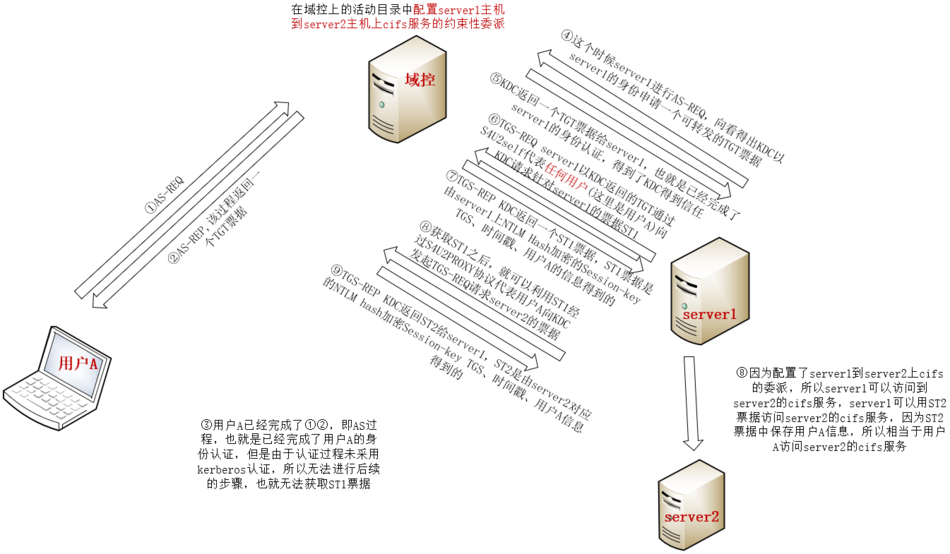 在域控上的活动目录中配置server1主机
到server2主机上cifs服务的约束性委派
域控
①AS-REQ
②AS-REP,该过程返回一
个TGT票据
用户A
③用户A已经完成了①②，即AS过
程，也就是已经完成了用户A的身
份认证，但是由于认证过程未采用
kerberos认证，所以无法进行后续
的步骤，也就无法获取ST1票据
④这个时候server1进行AS-REQ，向看得出KDC以
server1的身份申请一个可转发的TGT票据
⑤KDC返回一个TGT票据给server1，也就是已经完成了
server1的身份认证，得到了KDC得到信任
⑥TGS-REQ server1以KDC返回的TGT通过
S4U2self代表任何用户(这里是用户A)向
KDC请求针对server1的票据ST1
⑦TGS-REP KDC返回一个ST1票据，ST1票据是
由server1上NTLM Hash加密的Session-key
TGS、时间戳、用户A的信息得到的
⑧获取ST1之后，就可以利用ST1经
过S4U2PROXY协议代表用户A向KDC
发起TGS-REQ请求server2的票据
⑨TGS-REP KDC返回ST2给server1，ST2是由server2对应
的NTLM hash加密Session-key TGS、时间戳、用户A信息
得到的
server1
⑧因为配置了server1到server2上cifs
的委派，所以server1可以访问到
server2的cifs服务，server1可以用ST2
票据访问server2的cifs服务，因为ST2
票据中保存用户A信息，所以相当于用户
A访问server2的cifs服务
server2